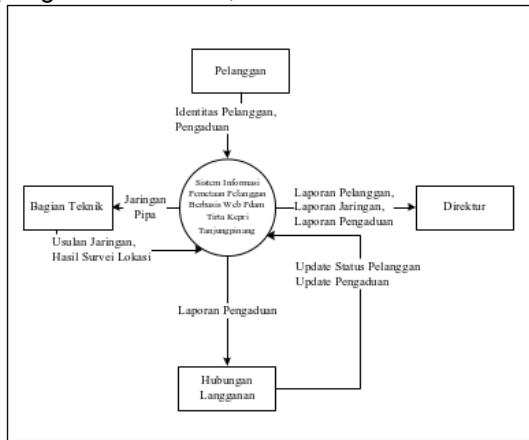 Pelanggan
Identitas Pelanggan,
Pengaduan
Sistem Informasi
Pemetaan Pelanggan
Berbasis Web Pdam
Tirta Kepri
Tanjungpinang
Bagian Teknik
Jaringan
Pipa
Laporan Pelanggan,
Laporan Jaringan,
Laporan Pengaduan
Direktur
Usulan Jaringan,
Hasil Survei Lokasi
Update Status Pelanggan
Update Pengaduan
Laporan Pengaduan
Hubungan
Langganan